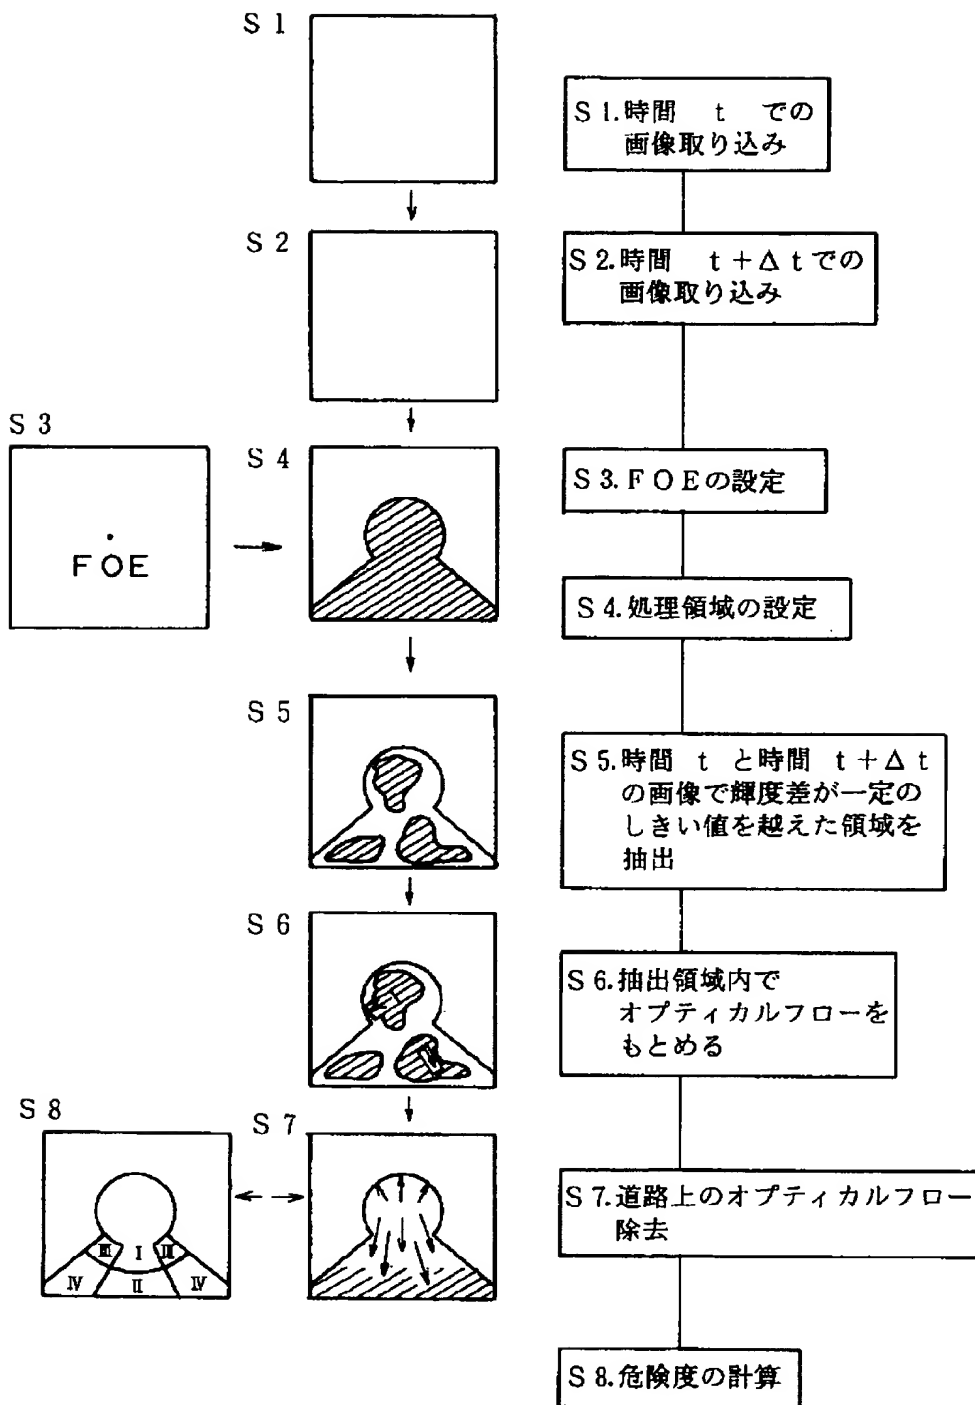 S 1
S 1.時間 t での
画像取り込み
S 2
S 2.時間 t+Δt での
画像取り込み
S 3
FOE
S 4
S 3.FOEの設定
S 4.処理領域の設定
S 5
S 5.時間 t と時間 t+Δt
の画像で輝度差が一定の
しきい値を越えた領域を
抽出
S 6
S 6.抽出領域内で
オプティカルフローを
もとめる
S 8
III I III
IV II IV
S 7
S 7.道路上のオプティカルフロー
除去
S 8.危険度の計算